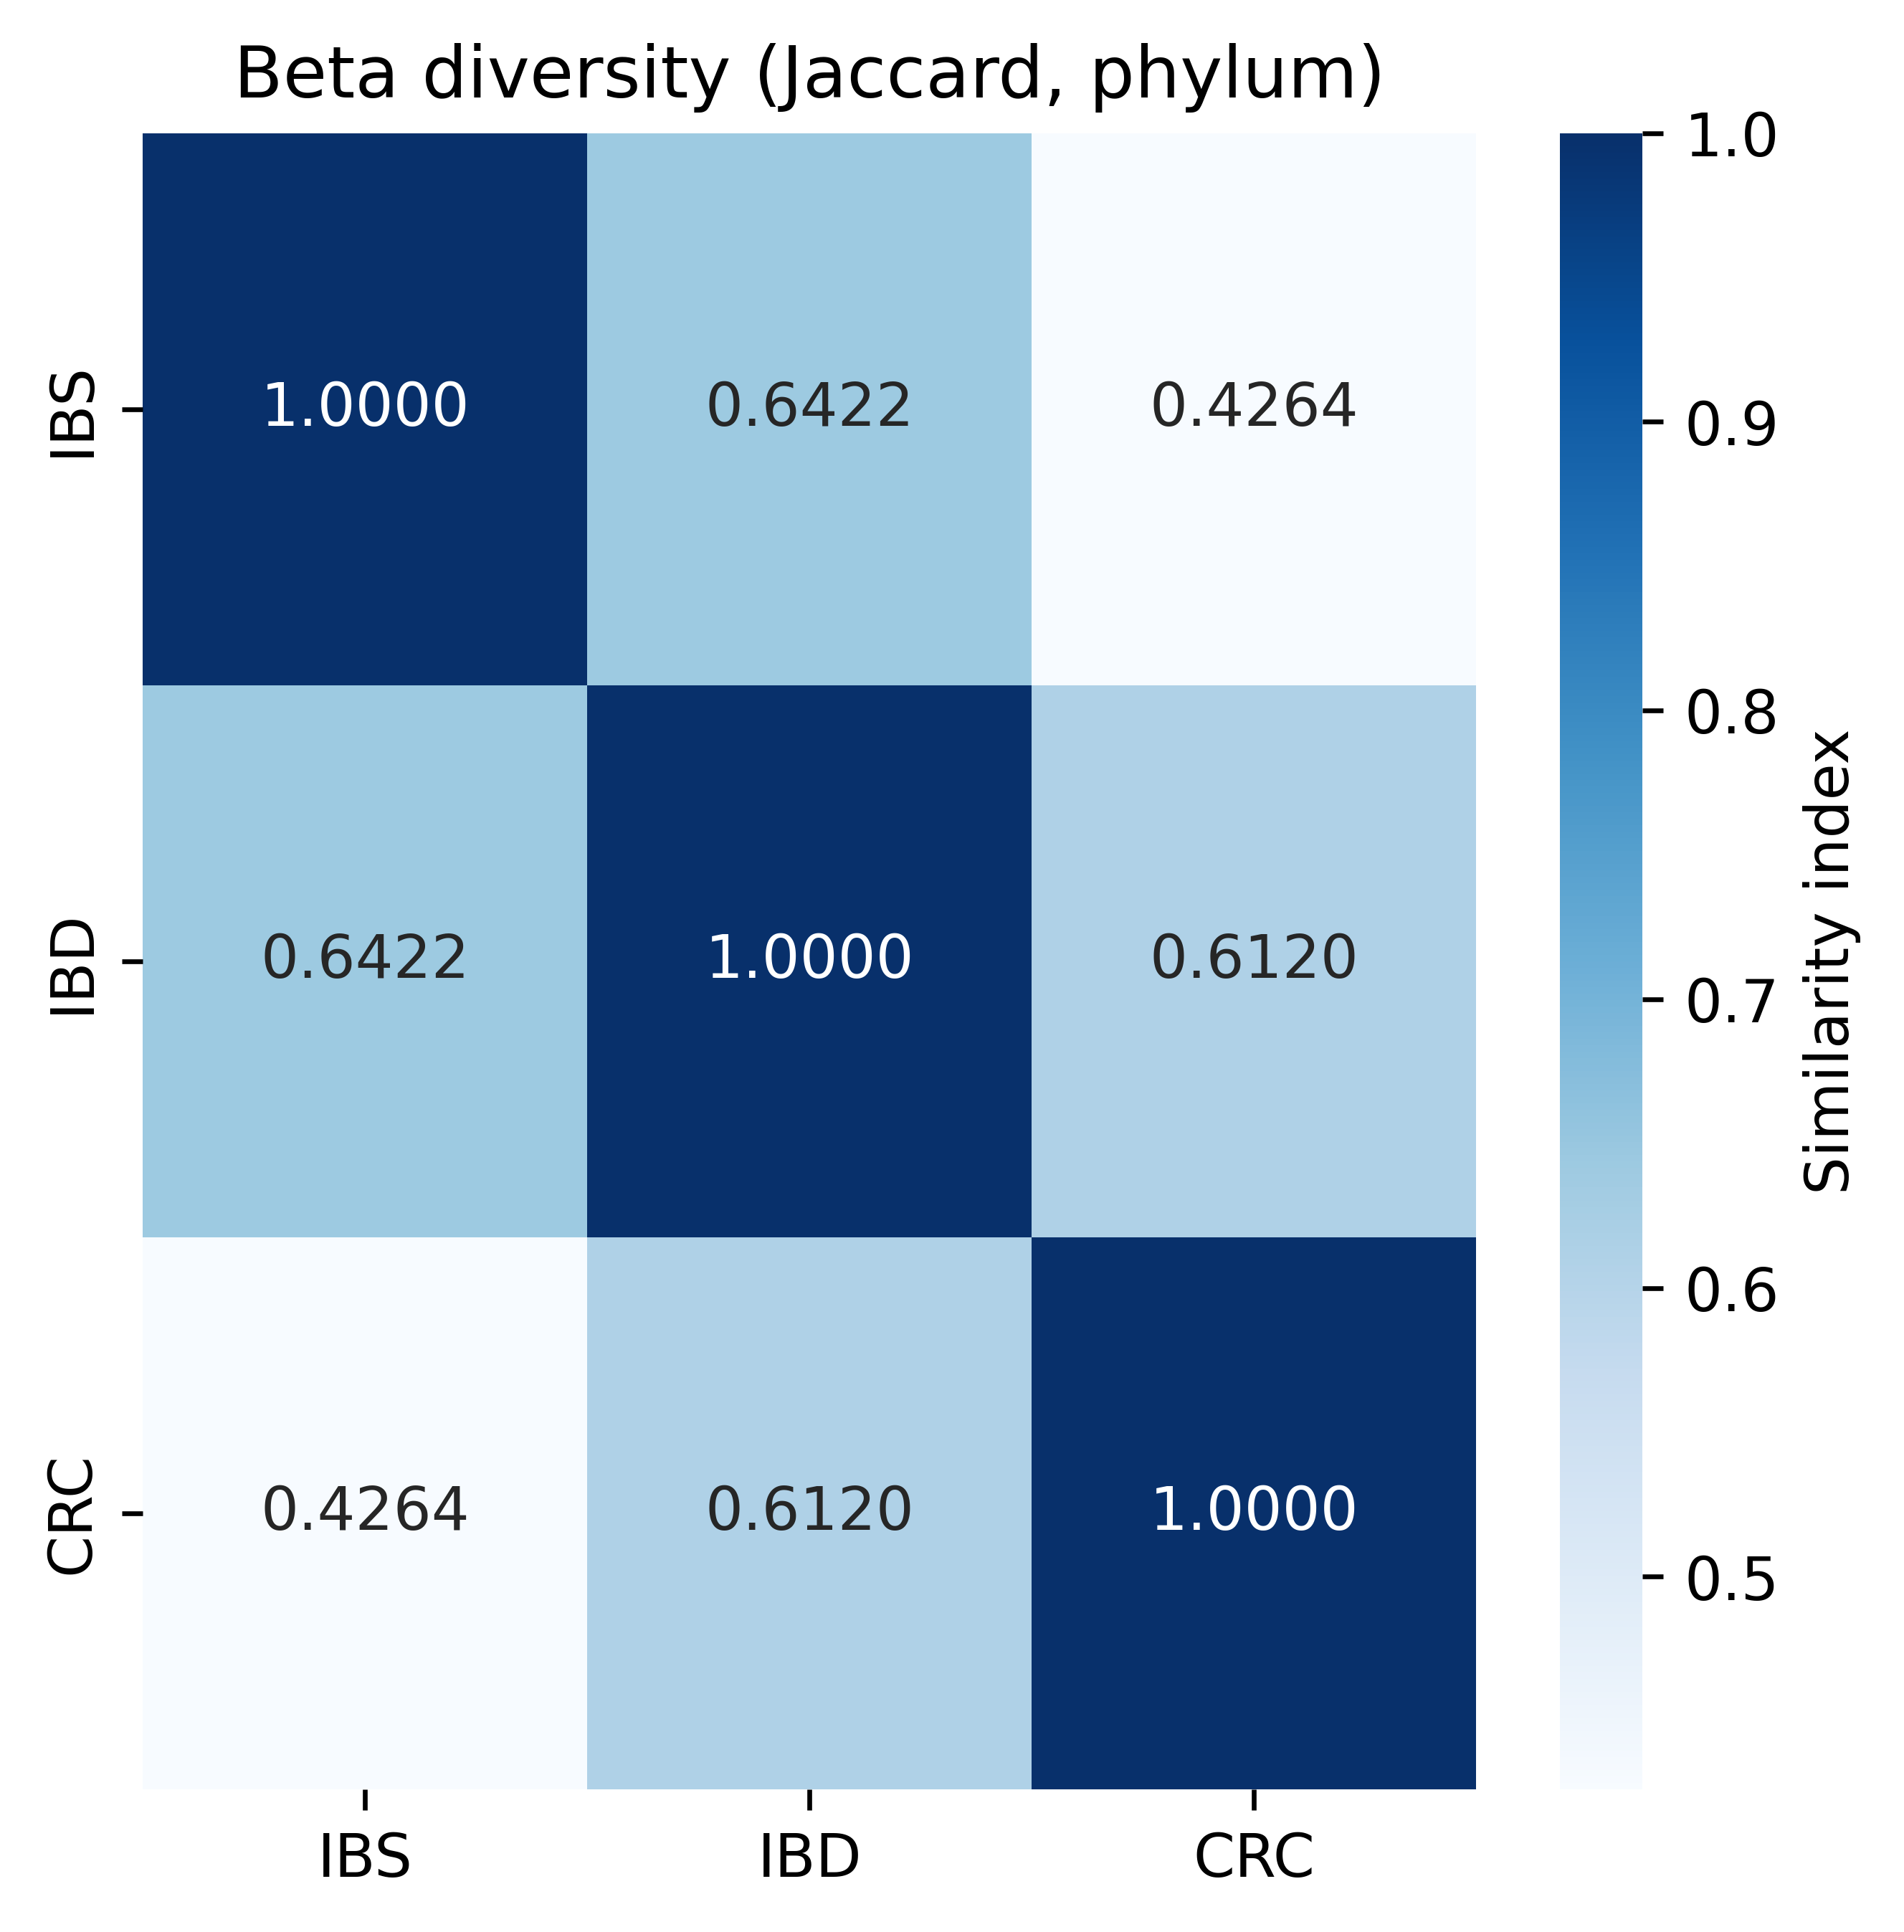 Beta diversity (Jaccard, phylum)
IBS
1.0000 0.6422 0.4264
IBD
0.6422 1.0000 0.6120
CRC
0.4264 0.6120 1.0000
IBS IBD CRC
1.0
0.9
0.8
0.7
0.6
0.5
Similarity index